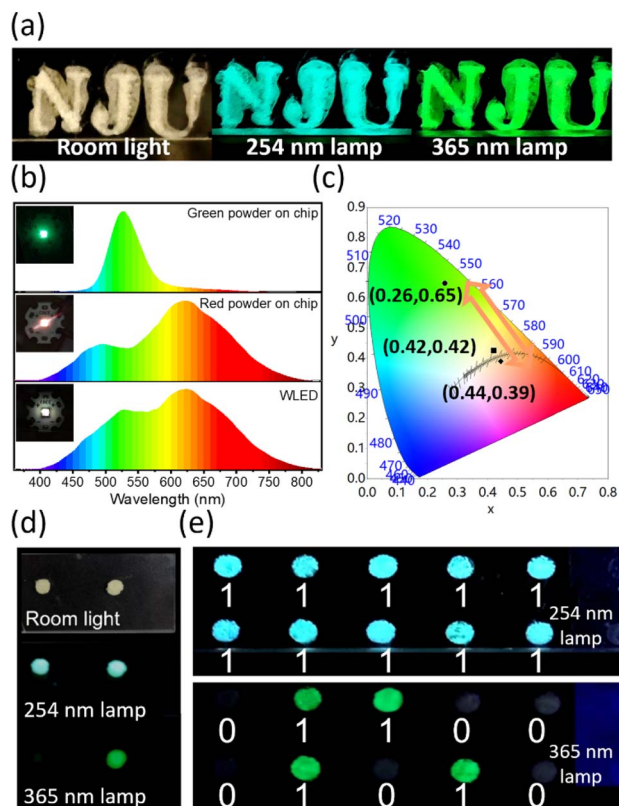 (a)
NJU NJU NJU
Room light 254 nm lamp 365 nm lamp
(b)
Green powder on chip
Red powder on chip
WLED
400 450 500 550 600 650 700 750 800
Wavelength (nm)
(c)
0.9
0.8
0.7
0.6
0.5
0.4
0.3
0.2
0.1
0.0
y
0.0 0.1 0.2 0.3 0.4 0.5 0.6 0.7 0.8
x
520
530
540
550
560
570
580
590
600
610
510
500
490
480
470
(0.26,0.65)
(0.42,0.42)
(0.44,0.39)
(d)
Room light
254 nm lamp
365 nm lamp
(e)
1 1 1 1 1
254 nm
lamp
1 1 1 1 1
0 1 1 0 0
365 nm
lamp
0 1 0 1 0